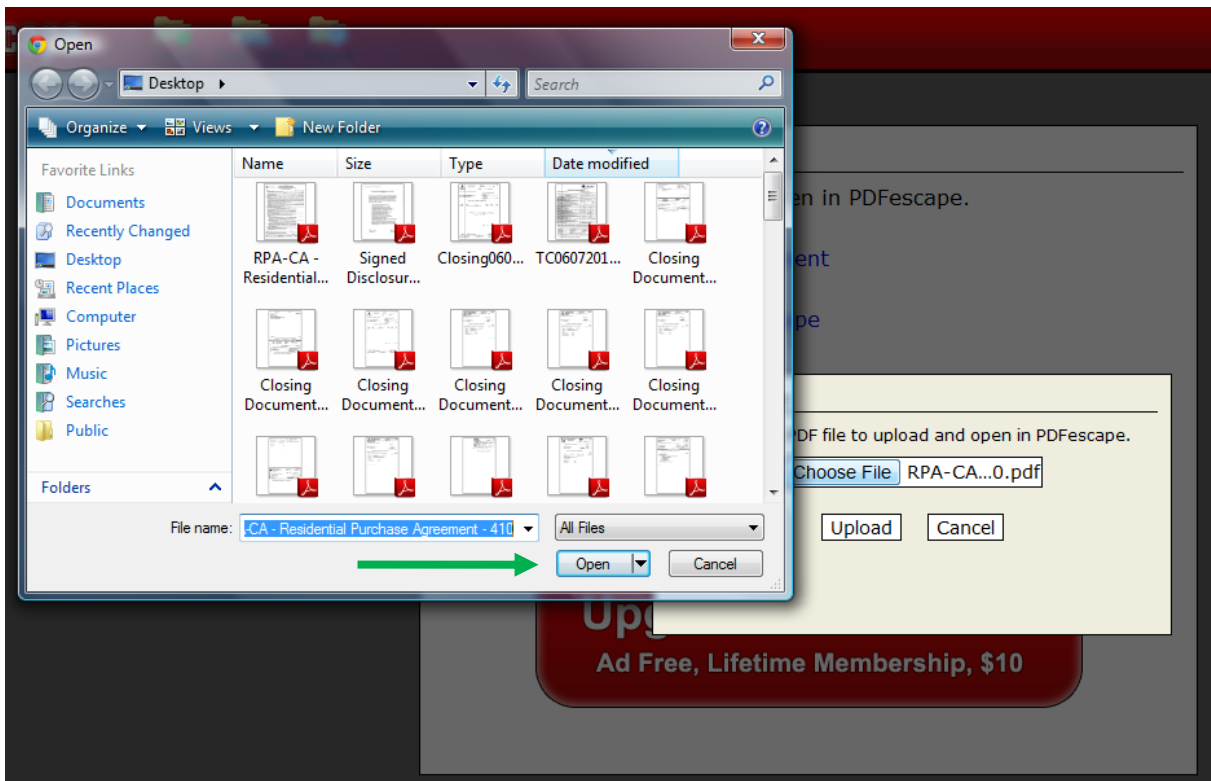 Open
Desktop
Search
Organize Views New Folder
Favorite Links
Documents
Recently Changed
Desktop
Recent Places
Computer
Pictures
Music
Searches
Public
Folders
Name Size Type Date modified
RPA-CA - Residential...
Signed Disclosur...
Closing060...
TC0607201...
Closing Document...
Closing Document...
Closing Document...
Closing Document...
Closing Document...
Closing Document...
File name: -CA - Residential Purchase Agreement - 410
All Files
Open Cancel
en in PDFescape.
ent
pe
PDF file to upload and open in PDFescape.
Choose File RPA-CA...0.pdf
Upload Cancel
Upg
Ad Free, Lifetime Membership, $10